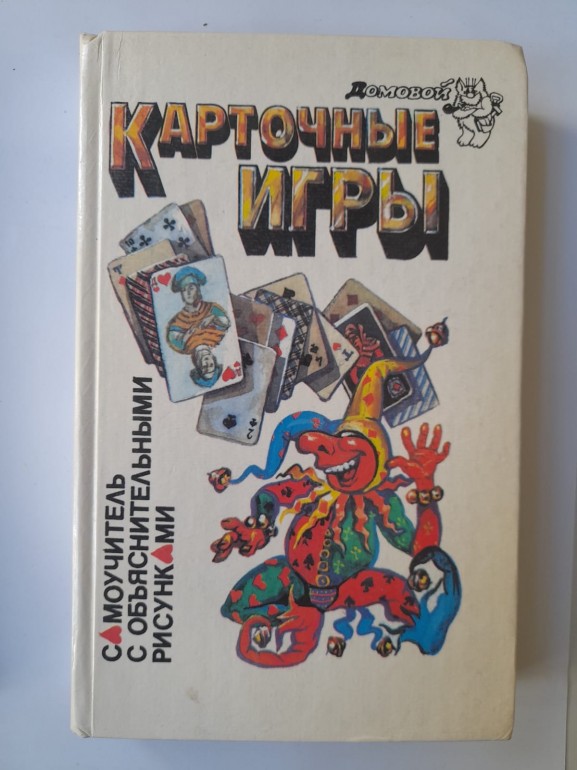 Домовой
Карточные
игры
Самоучитель
с объяснительными
рисунками